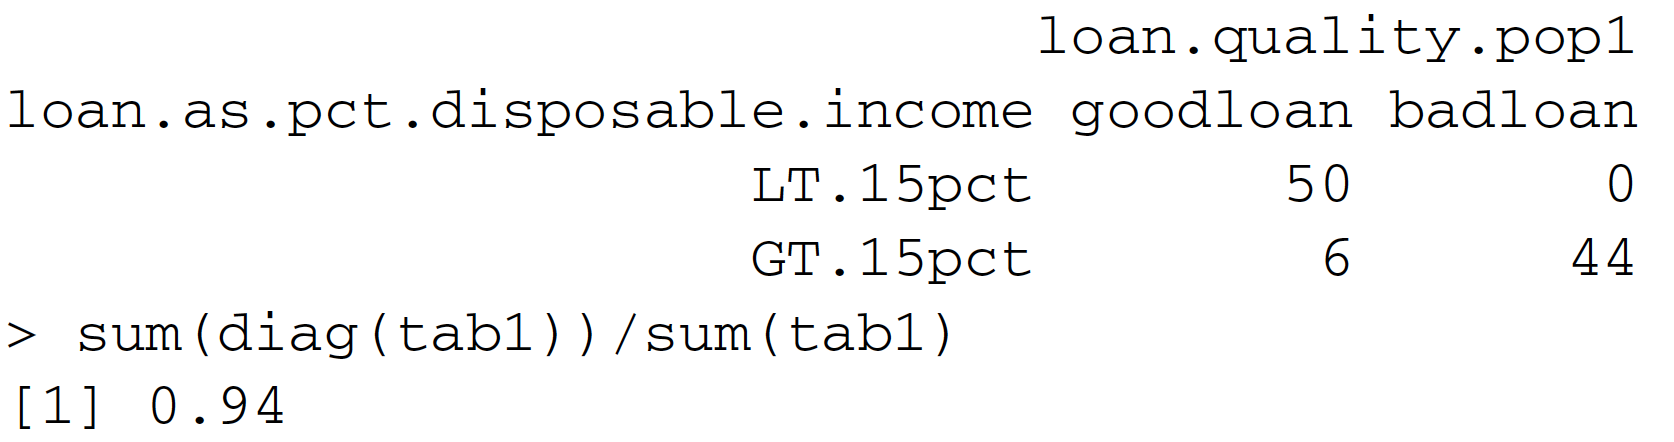 loan.quality.pop1
loan.as.pct.disposable.income goodloan badloan
LT.15pct 50 0
GT.15pct 6 44
> sum(diag(tab1))/sum(tab1)
[1] 0.94